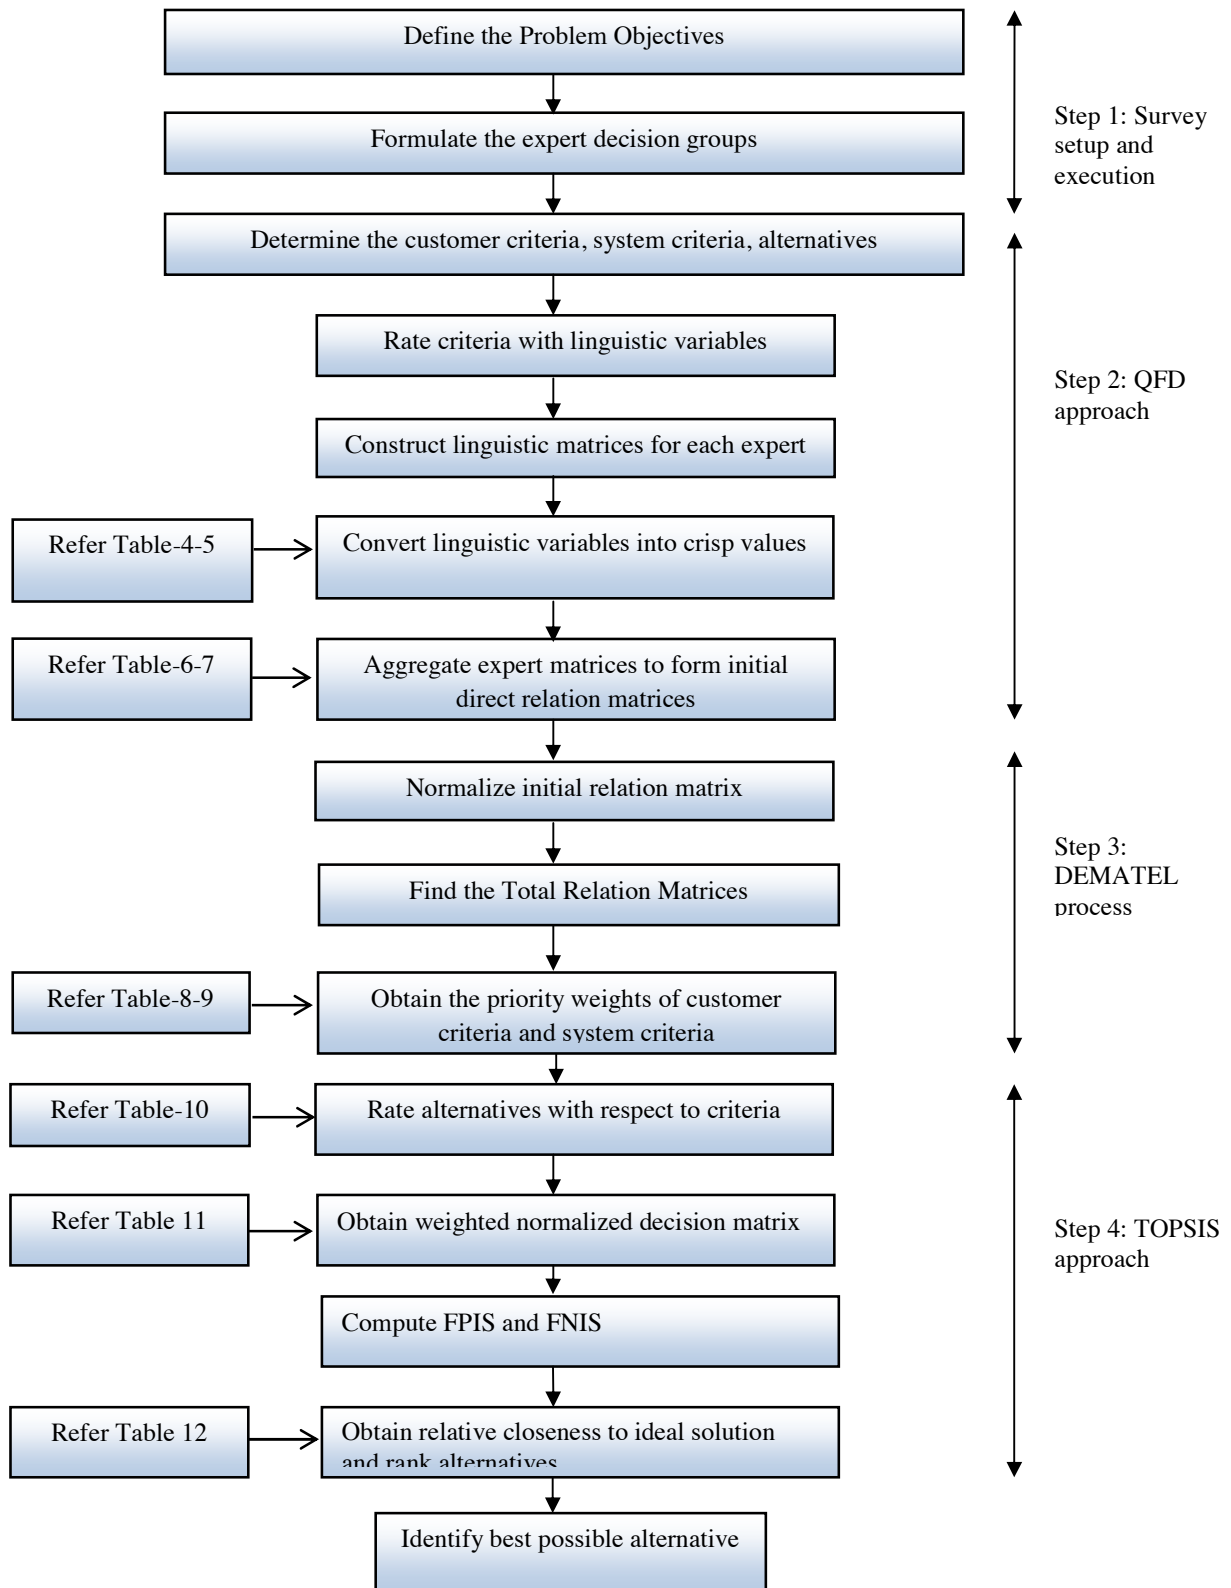 Define the Problem Objectives
Formulate the expert decision groups
Step 1: Survey
setup and
execution
Determine the customer criteria, system criteria, alternatives
Rate criteria with linguistic variables
Step 2: QFD
approach
Construct linguistic matrices for each expert
Refer Table-4-5
Convert linguistic variables into crisp values
Refer Table-6-7
Aggregate expert matrices to form initial
direct relation matrices
Normalize initial relation matrix
Step 3:
DEMATEL
process
Find the Total Relation Matrices
Refer Table-8-9
Obtain the priority weights of customer
criteria and system criteria
Refer Table-10
Rate alternatives with respect to criteria
Refer Table 11
Obtain weighted normalized decision matrix
Step 4: TOPSIS
approach
Compute FPIS and FNIS
Refer Table 12
Obtain relative closeness to ideal solution
and rank alternatives
Identify best possible alternative